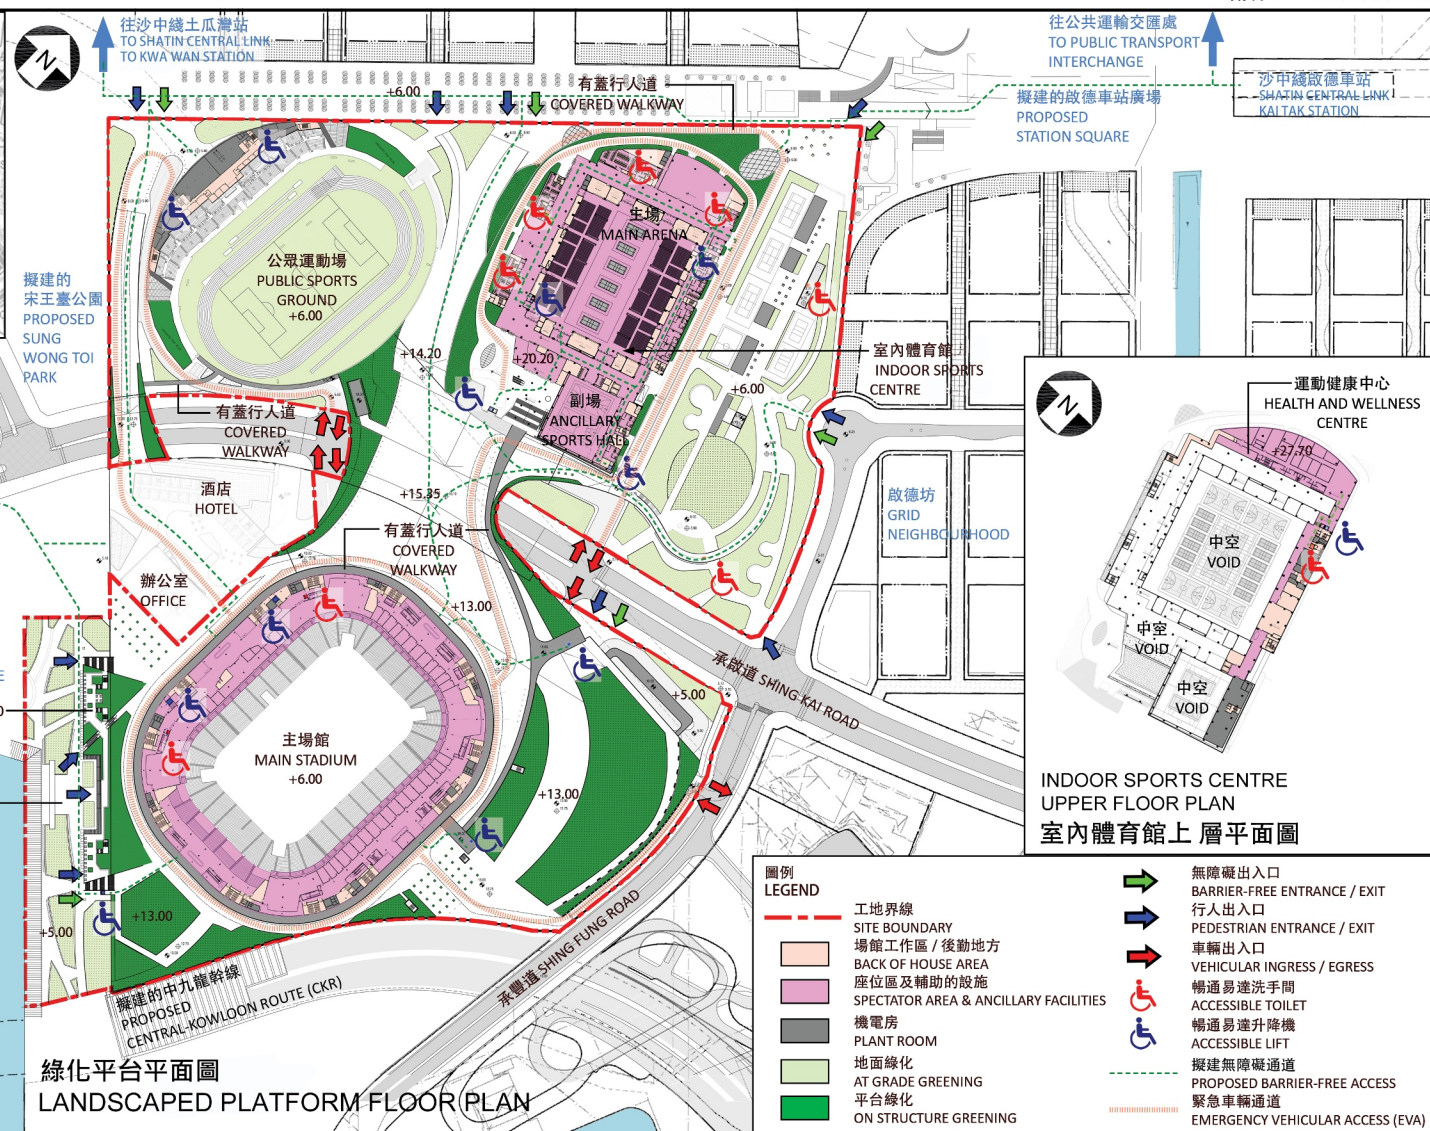 N
往沙中綫土瓜灣站
TO SHATIN CENTRAL LINK
TO KWA WAN STATION
+6.00
有蓋行人道
COVERED WALKWAY
往公共運輸交匯處
TO PUBLIC TRANSPORT
INTERCHANGE
沙中綫啟德車站
SHATIN CENTRAL LINK
KAI TAK STATION
擬建的啟德車站廣場
PROPOSED
STATION SQUARE
擬建的
宋王臺公園
PROPOSED
SUNG
WONG TOI
PARK
公眾運動場
PUBLIC SPORTS
GROUND
+6.00
主場
MAIN ARENA
+14.20
+20.20
室內體育館
INDOOR SPORTS
CENTRE
+6.00
副場
ANCILLARY
SPORTS HALL
有蓋行人道
COVERED
WALKWAY
酒店
HOTEL
+15.35
有蓋行人道
COVERED
WALKWAY
啟德坊
GRID
NEIGHBOURHOOD
辦公室
OFFICE
+13.00
承啟道 SHING KAI ROAD
+5.00
主場館
MAIN STADIUM
+6.00
+13.00
+13.00
+5.00
承豐道 SHING FUNG ROAD
擬建的中九龍幹線
PROPOSED
CENTRAL-KOWLOON ROUTE (CKR)
綠化平台平面圖
LANDSCAPED PLATFORM FLOOR PLAN
N
運動健康中心
HEALTH AND WELLNESS
CENTRE
+27.70
中空
VOID
中空
VOID
中空
VOID
INDOOR SPORTS CENTRE
UPPER FLOOR PLAN
室內體育館上 層平面圖
圖例
LEGEND
工地界線
SITE BOUNDARY
場館工作區 / 後勤地方
BACK OF HOUSE AREA
座位區及輔助的設施
SPECTATOR AREA & ANCILLARY FACILITIES
機電房
PLANT ROOM
地面綠化
AT GRADE GREENING
平台綠化
ON STRUCTURE GREENING
無障礙出入口
BARRIER-FREE ENTRANCE / EXIT
行人出入口
PEDESTRIAN ENTRANCE / EXIT
車輛出入口
VEHICULAR INGRESS / EGRESS
暢通易達洗手間
ACCESSIBLE TOILET
暢通易達升降機
ACCESSIBLE LIFT
擬建無障礙通道
PROPOSED BARRIER-FREE ACCESS
緊急車輛通道
EMERGENCY VEHICULAR ACCESS (EVA)